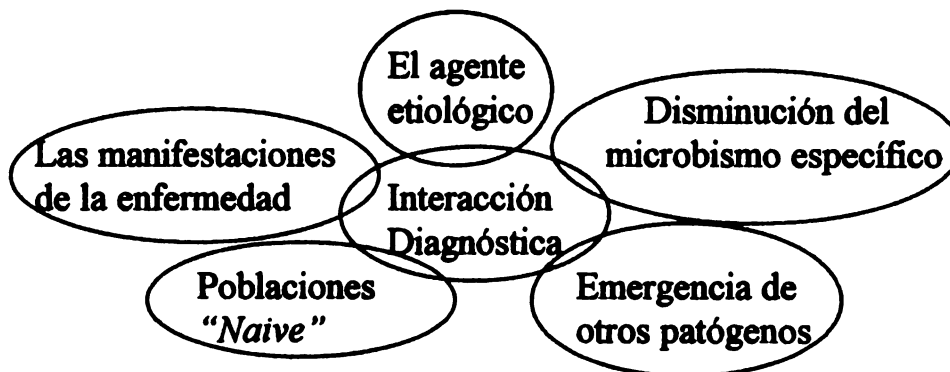 El agente
etiológico
Disminución del
microbismo específico
Las manifestaciones
de la enfermedad
Interacción
Diagnóstica
Poblaciones
“Naive”
Emergencia de
otros patógenos